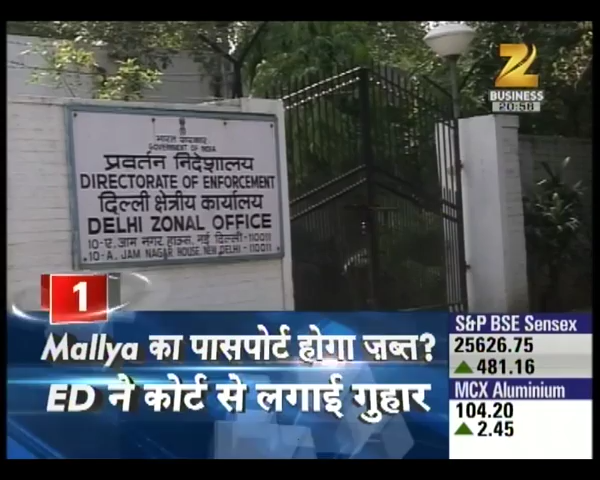 Z
BUSINESS
20:56
भारत सरकार
GOVERNMENT OF INDIA
प्रवर्तन निदेशालय
DIRECTORATE OF ENFORCEMENT
दिल्ली क्षेत्रीय कार्यालय
DELHI ZONAL OFFICE
10-ए, जाम नगर हाऊस, नई दिल्ली-110011
10-A, JAM NAGAR HOUSE, NEW DELHI-110011
1
Mallya का पासपोर्ट होगा ज़ब्त?
ED ने कोर्ट से लगाई गुहार
S&P BSE Sensex
25626.75
481.16
MCX Aluminium
104.20
2.45